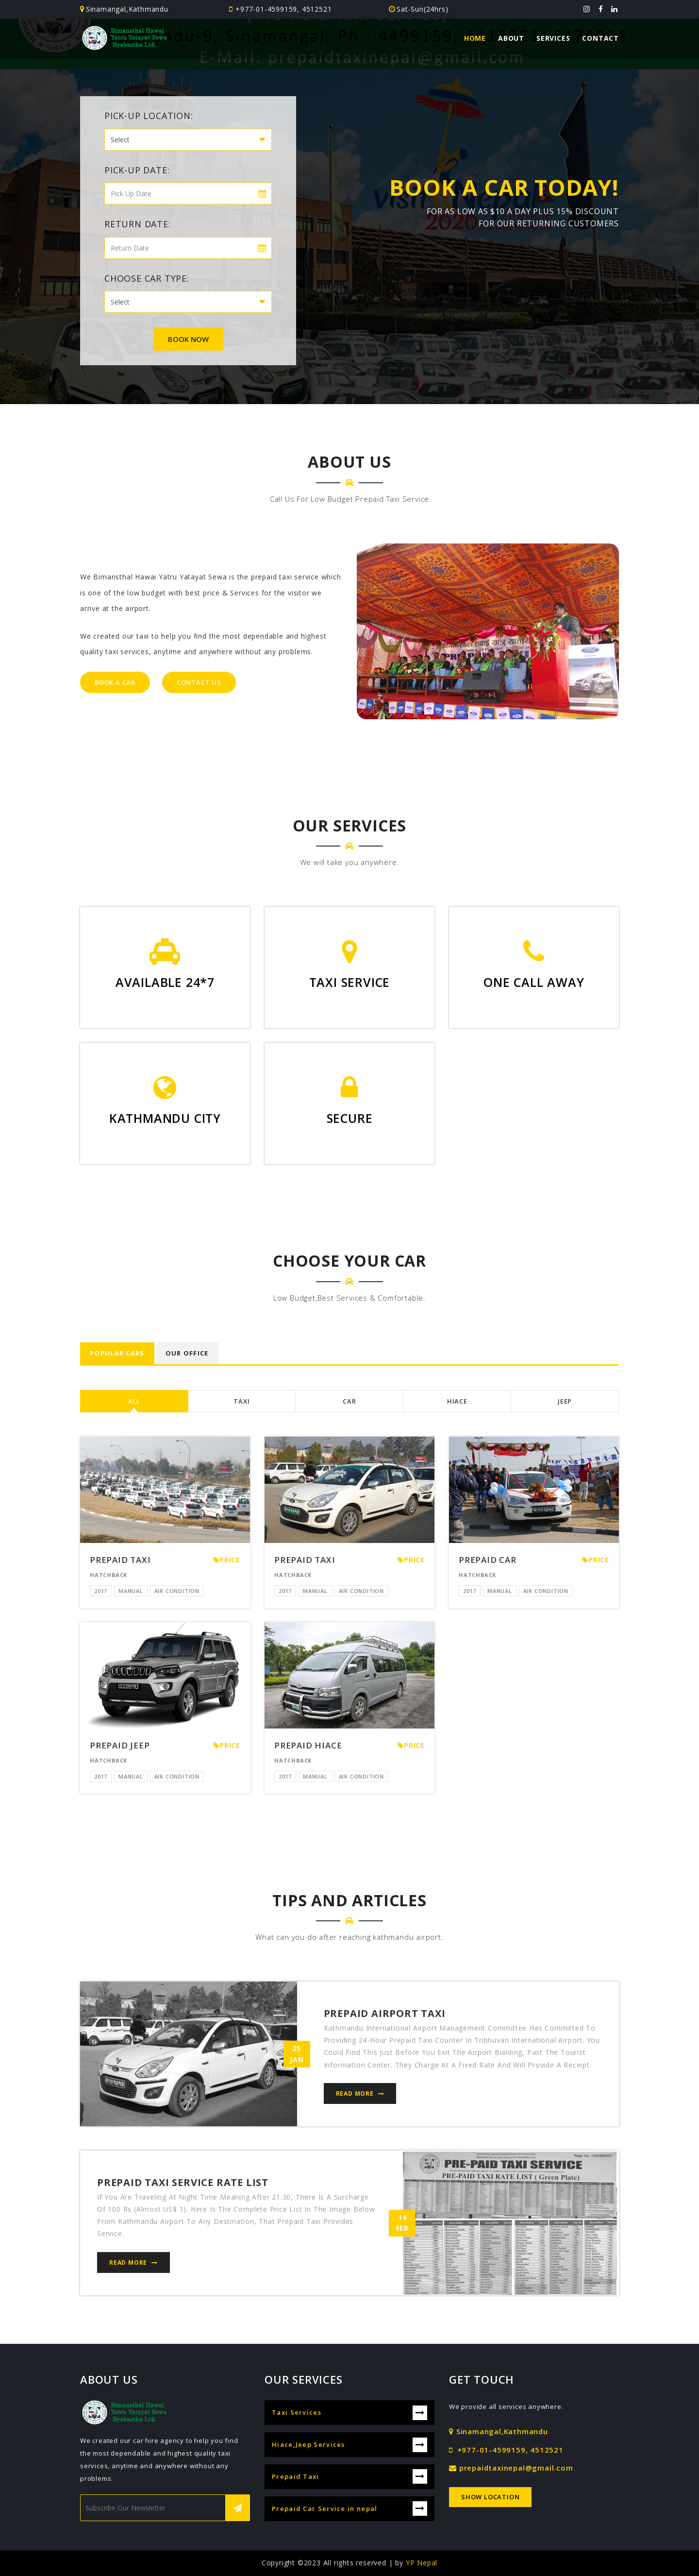 Sinamangal,Kathmandu
+977-01-4599159, 4512521
Sat-Sun(24hrs)
Bimansthal Hawai
Yatru Yatayat Sewa
Byabastha Ltd.
HOME
ABOUT
SERVICES
CONTACT
E-Mail: prepaidtaxinepal@gmail.com
PICK-UP LOCATION:
Select
PICK-UP DATE:
Pick Up Date
RETURN DATE:
Return Date
CHOOSE CAR TYPE:
Select
BOOK NOW
BOOK A CAR TODAY!
FOR AS LOW AS $10 A DAY PLUS 15% DISCOUNT
FOR OUR RETURNING CUSTOMERS
ABOUT US
Call Us For Low Budget Prepaid Taxi Service
We Bimansthal Hawai Yatru Yatayat Sewa is the prepaid taxi service which
is one of the low budget with best price & Services for the visitor we
arrive at the airport.
We created our taxi to help you find the most dependable and highest
quality taxi services, anytime and anywhere without any problems.
BOOK A CAR
CONTACT US
OUR SERVICES
We will take you anywhere.
AVAILABLE 24*7
TAXI SERVICE
ONE CALL AWAY
KATHMANDU CITY
SECURE
CHOOSE YOUR CAR
Low Budget,Best Services & Comfortable.
POPULAR CARS
OUR OFFICE
ALL
TAXI
CAR
HIACE
JEEP
PREPAID TAXI
PRICE
HATCHBACK
2017
MANUAL
AIR CONDITION
PREPAID TAXI
PRICE
HATCHBACK
2017
MANUAL
AIR CONDITION
PREPAID CAR
PRICE
HATCHBACK
2017
MANUAL
AIR CONDITION
PREPAID JEEP
PRICE
HATCHBACK
2017
MANUAL
AIR CONDITION
PREPAID HIACE
PRICE
HATCHBACK
2017
MANUAL
AIR CONDITION
TIPS AND ARTICLES
What can you do after reaching kathmandu airport.
25
JAN
PREPAID AIRPORT TAXI
Kathmandu International Airport Management Committee Has Committed To
Providing 24-Hour Prepaid Taxi Counter In Tribhuvan International Airport. You
Could Find This Just Before You Exit The Airport Building, Past The Tourist
Information Center. They Charge At A Fixed Rate And Will Provide A Receipt.
READ MORE
PREPAID TAXI SERVICE RATE LIST
If You Are Traveling At Night Time Meaning After 21:30, There Is A Surcharge
Of 100 Rs (Almost US$ 1). Here Is The Complete Price List In The Image Below
From Kathmandu Airport To Any Destination, That Prepaid Taxi Provides
Service.
READ MORE
14
FEB
PRE-PAID TAXI SERVICE
PRE-PAID TAXI RATE LIST ( Green Plate)
ABOUT US
Bimansthal Hawai
Yatru Yatayat Sewa
Byabastha Ltd.
We created our car hire agency to help you find
the most dependable and highest quality taxi
services, anytime and anywhere without any
problems.
Subscribe Our Newsletter
OUR SERVICES
Taxi Services
Hiace,Jeep Services
Prepaid Taxi
Prepaid Car Service in nepal
GET TOUCH
We provide all services anywhere.
Sinamangal,Kathmandu
+977-01-4599159, 4512521
prepaidtaxinepal@gmail.com
SHOW LOCATION
Copyright ©2023 All rights reserved | by YP Nepal